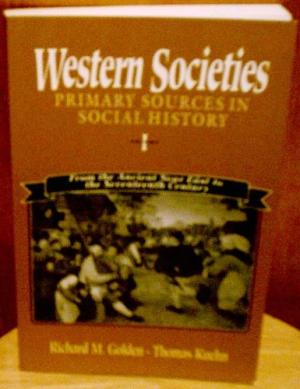 Western Societies
PRIMARY SOURCES IN
SOCIAL HISTORY
VOLUME
I
From the Ancient Near East to
the Seventeenth Century
Richard M. Golden - Thomas Kuehn